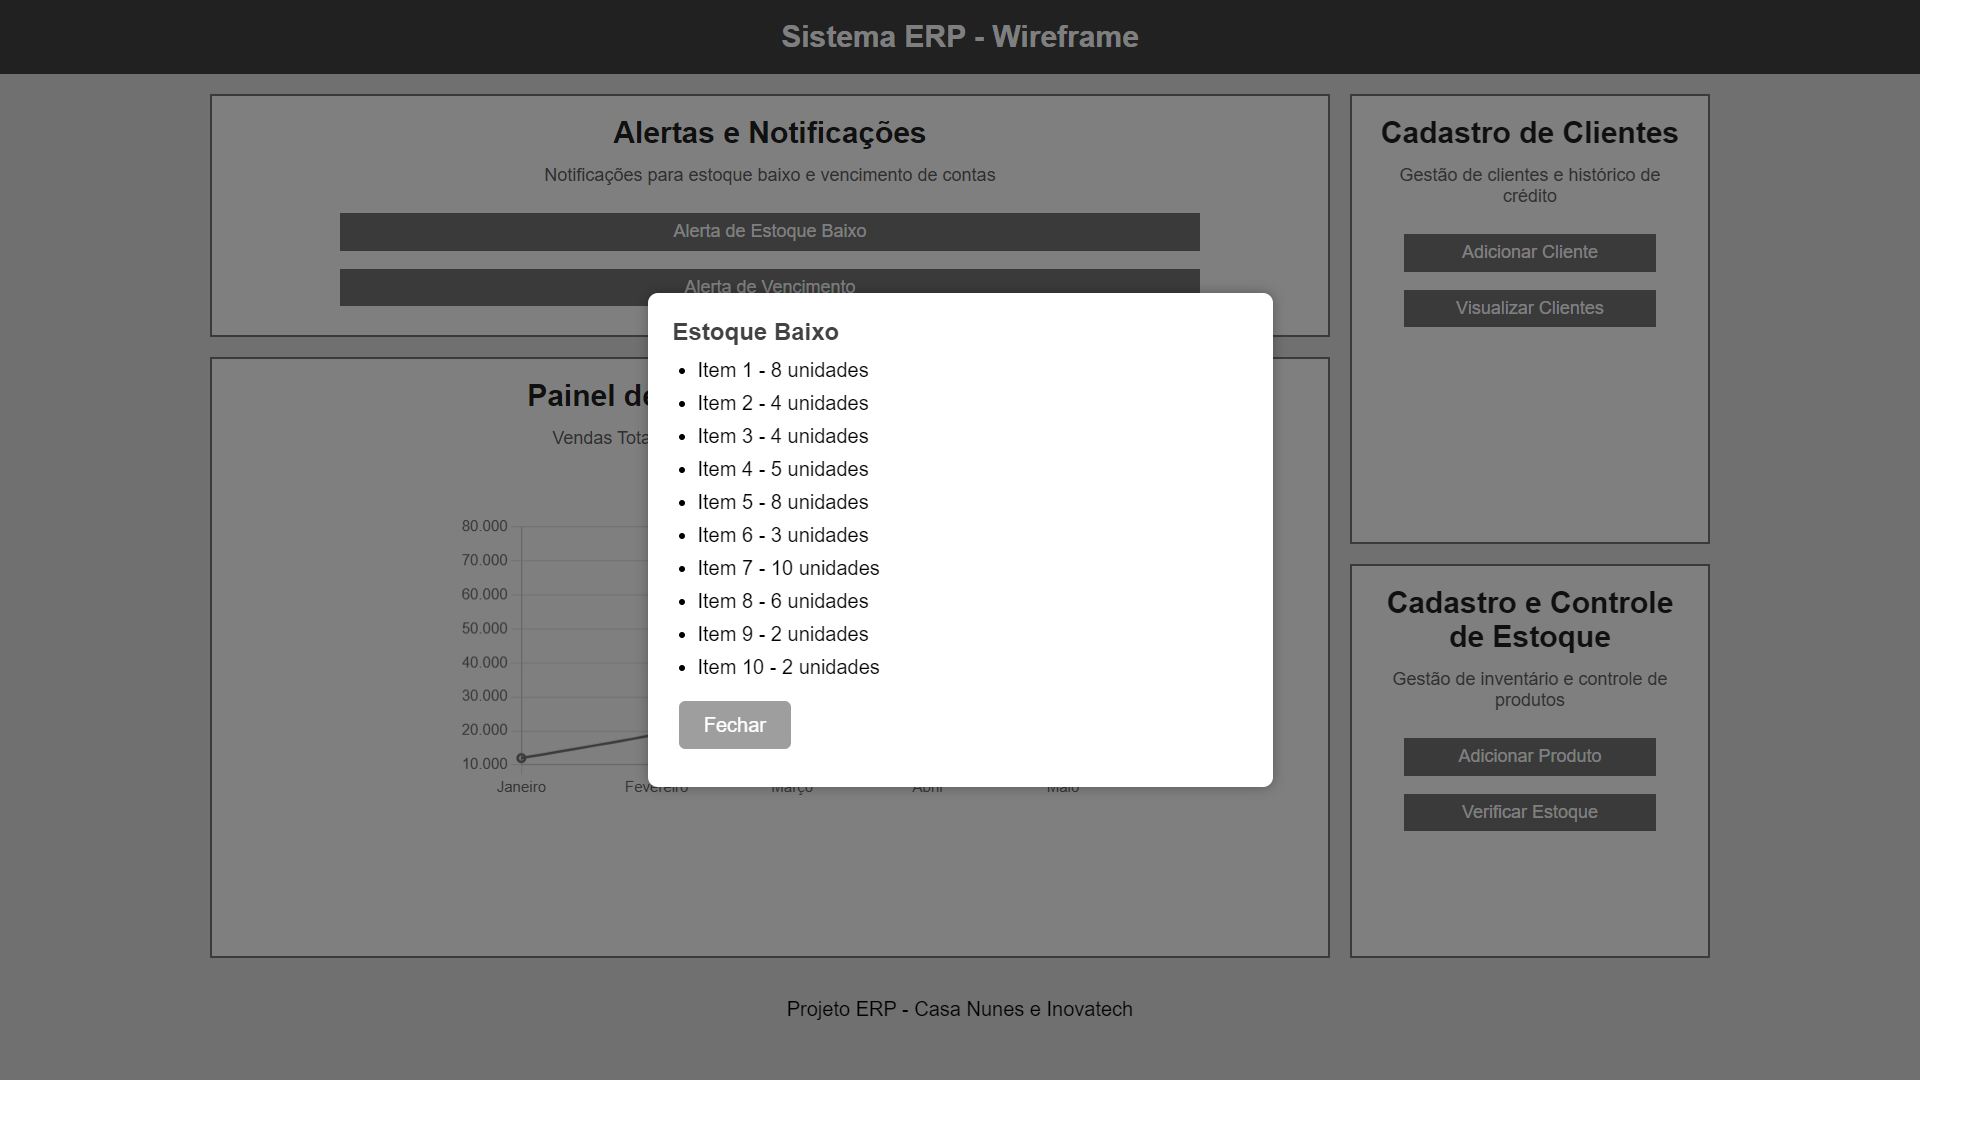 Sistema ERP - Wireframe
Alertas e Notificações
Notificações para estoque baixo e vencimento de contas
Alerta de Estoque Baixo
Alerta de Vencimento
Cadastro de Clientes
Gestão de clientes e histórico de
crédito
Adicionar Cliente
Visualizar Clientes
Estoque Baixo
• Item 1 - 8 unidades
• Item 2 - 4 unidades
• Item 3 - 4 unidades
• Item 4 - 5 unidades
• Item 5 - 8 unidades
• Item 6 - 3 unidades
• Item 7 - 10 unidades
• Item 8 - 6 unidades
• Item 9 - 2 unidades
• Item 10 - 2 unidades
Fechar
Painel de
Vendas
80.000
70.000
60.000
50.000
40.000
30.000
20.000
10.000
Janeiro
Fevereiro
Março
Abril
Maio
Cadastro e Controle
de Estoque
Gestão de inventário e controle de
produtos
Adicionar Produto
Verificar Estoque
Projeto ERP - Casa Nunes e Inovatech